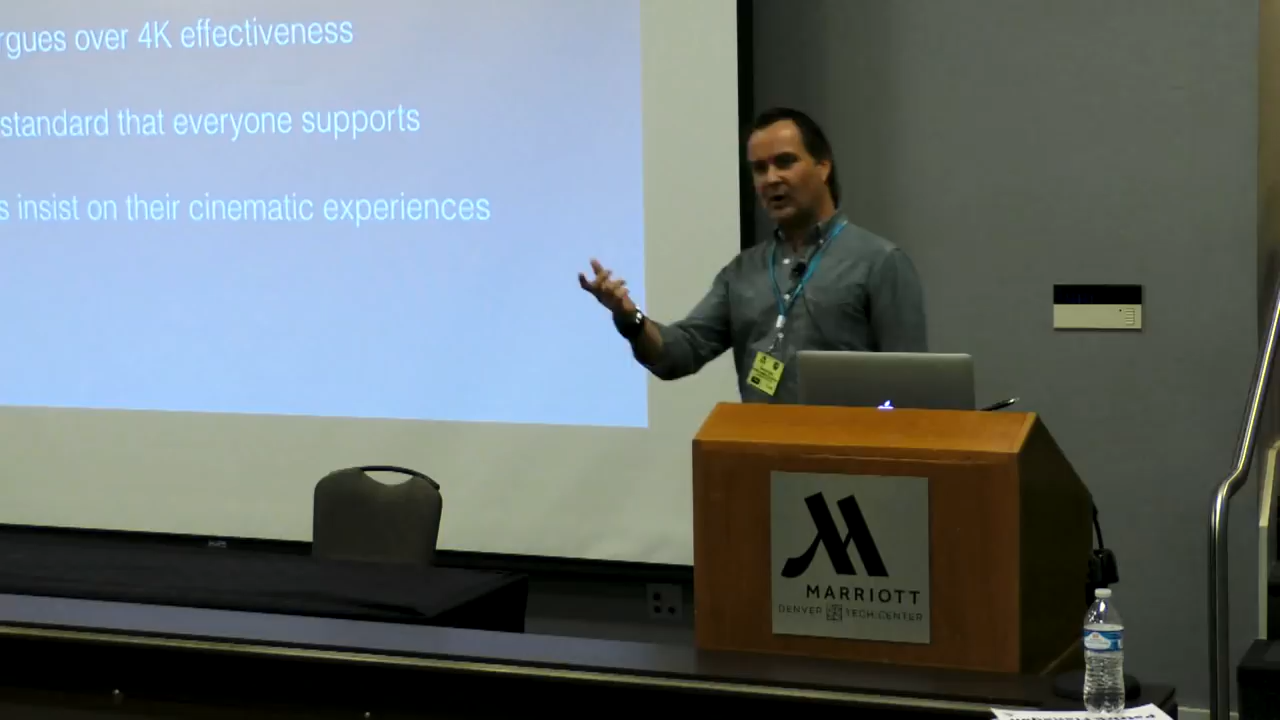 rgues over 4K effectiveness
standard that everyone supports
s insist on their cinematic experiences
MARRIOTT
DENVER TECH CENTER